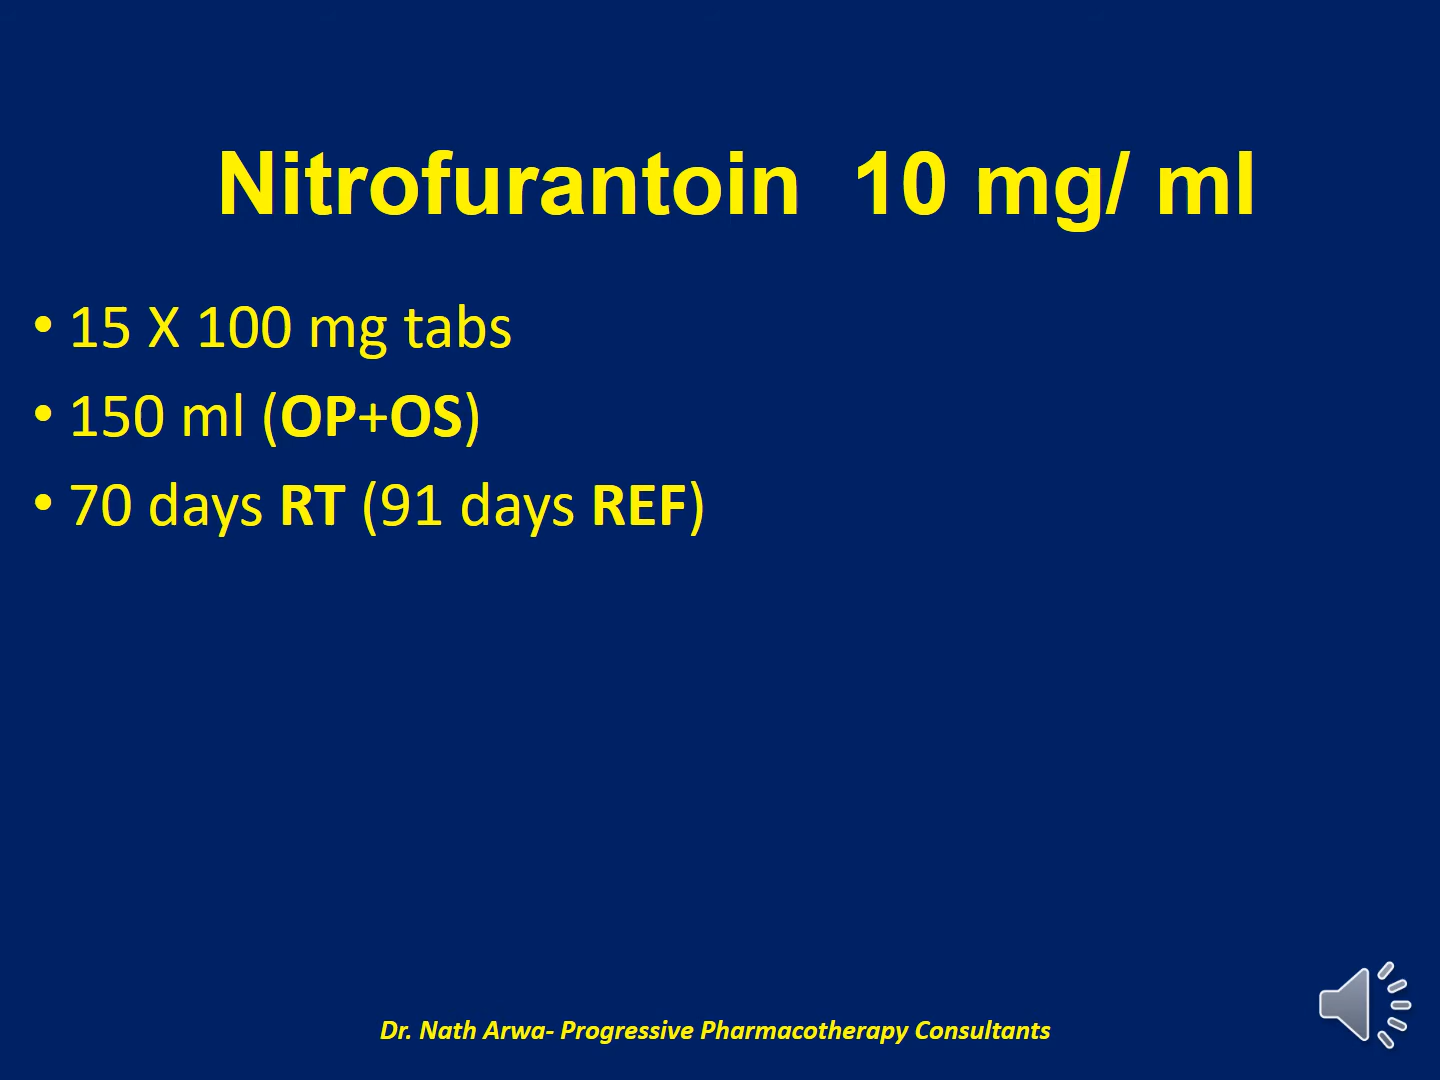 Nitrofurantoin  10 mg/ ml
• 15 X 100 mg tabs
• 150 ml (OP+OS)
• 70 days RT (91 days REF)
Dr. Nath Arwa- Progressive Pharmacotherapy Consultants